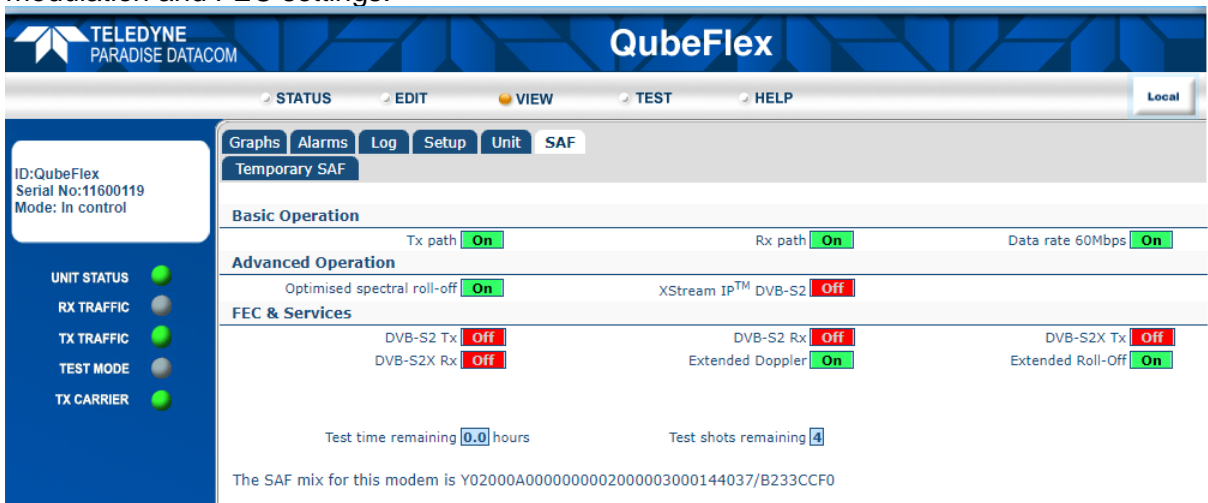 modulation and FEC settings.
TELEDYNE
PARADISE DATACOM
QubeFlex
STATUS EDIT VIEW TEST HELP Local
Graphs Alarms Log Setup Unit SAF
Temporary SAF
ID:QubeFlex
Serial No:11600119
Mode: In control
UNIT STATUS
RX TRAFFIC
TX TRAFFIC
TEST MODE
TX CARRIER
Basic Operation
Tx path On Rx path On Data rate 60Mbps On
Advanced Operation
Optimised spectral roll-off On XStream IP™ DVB-S2 Off
FEC & Services
DVB-S2 Tx Off DVB-S2 Rx Off DVB-S2X Tx Off
DVB-S2X Rx Off Extended Doppler On Extended Roll-Off On
Test time remaining 0.0 hours Test shots remaining 4
The SAF mix for this modem is Y02000A0000000002000003000144037/B233CCF0